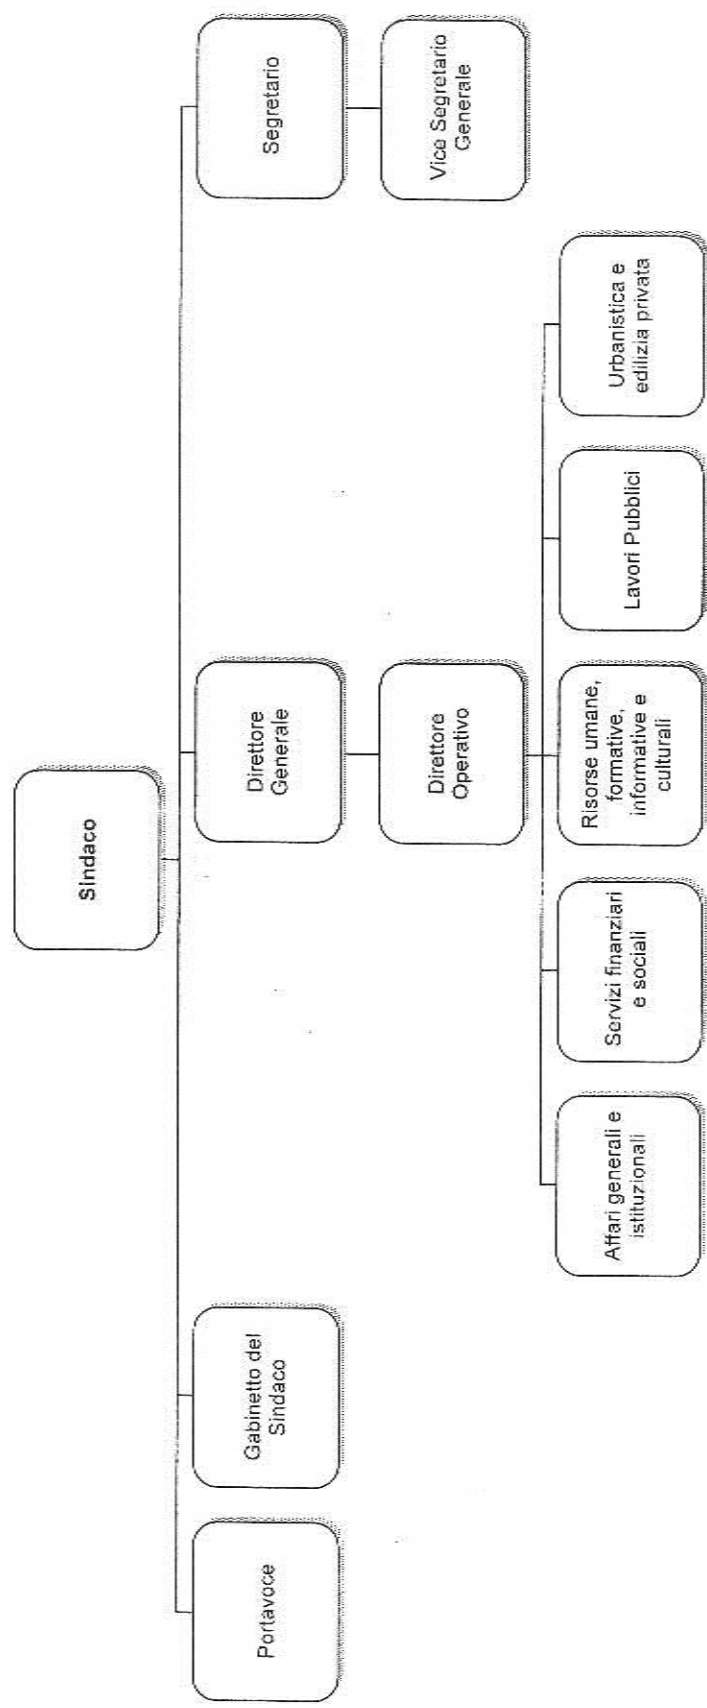 Sindaco
Portavoce
Gabinetto del
Sindaco
Direttore
Generale
Segretario
Direttore
Operativo
Vice Segretario
Generale
Affari generali e
istituzionali
Servizi finanziari
e sociali
Risorse umane,
formative,
informative e
culturali
Lavori Pubblici
Urbanistica e
edilizia privata